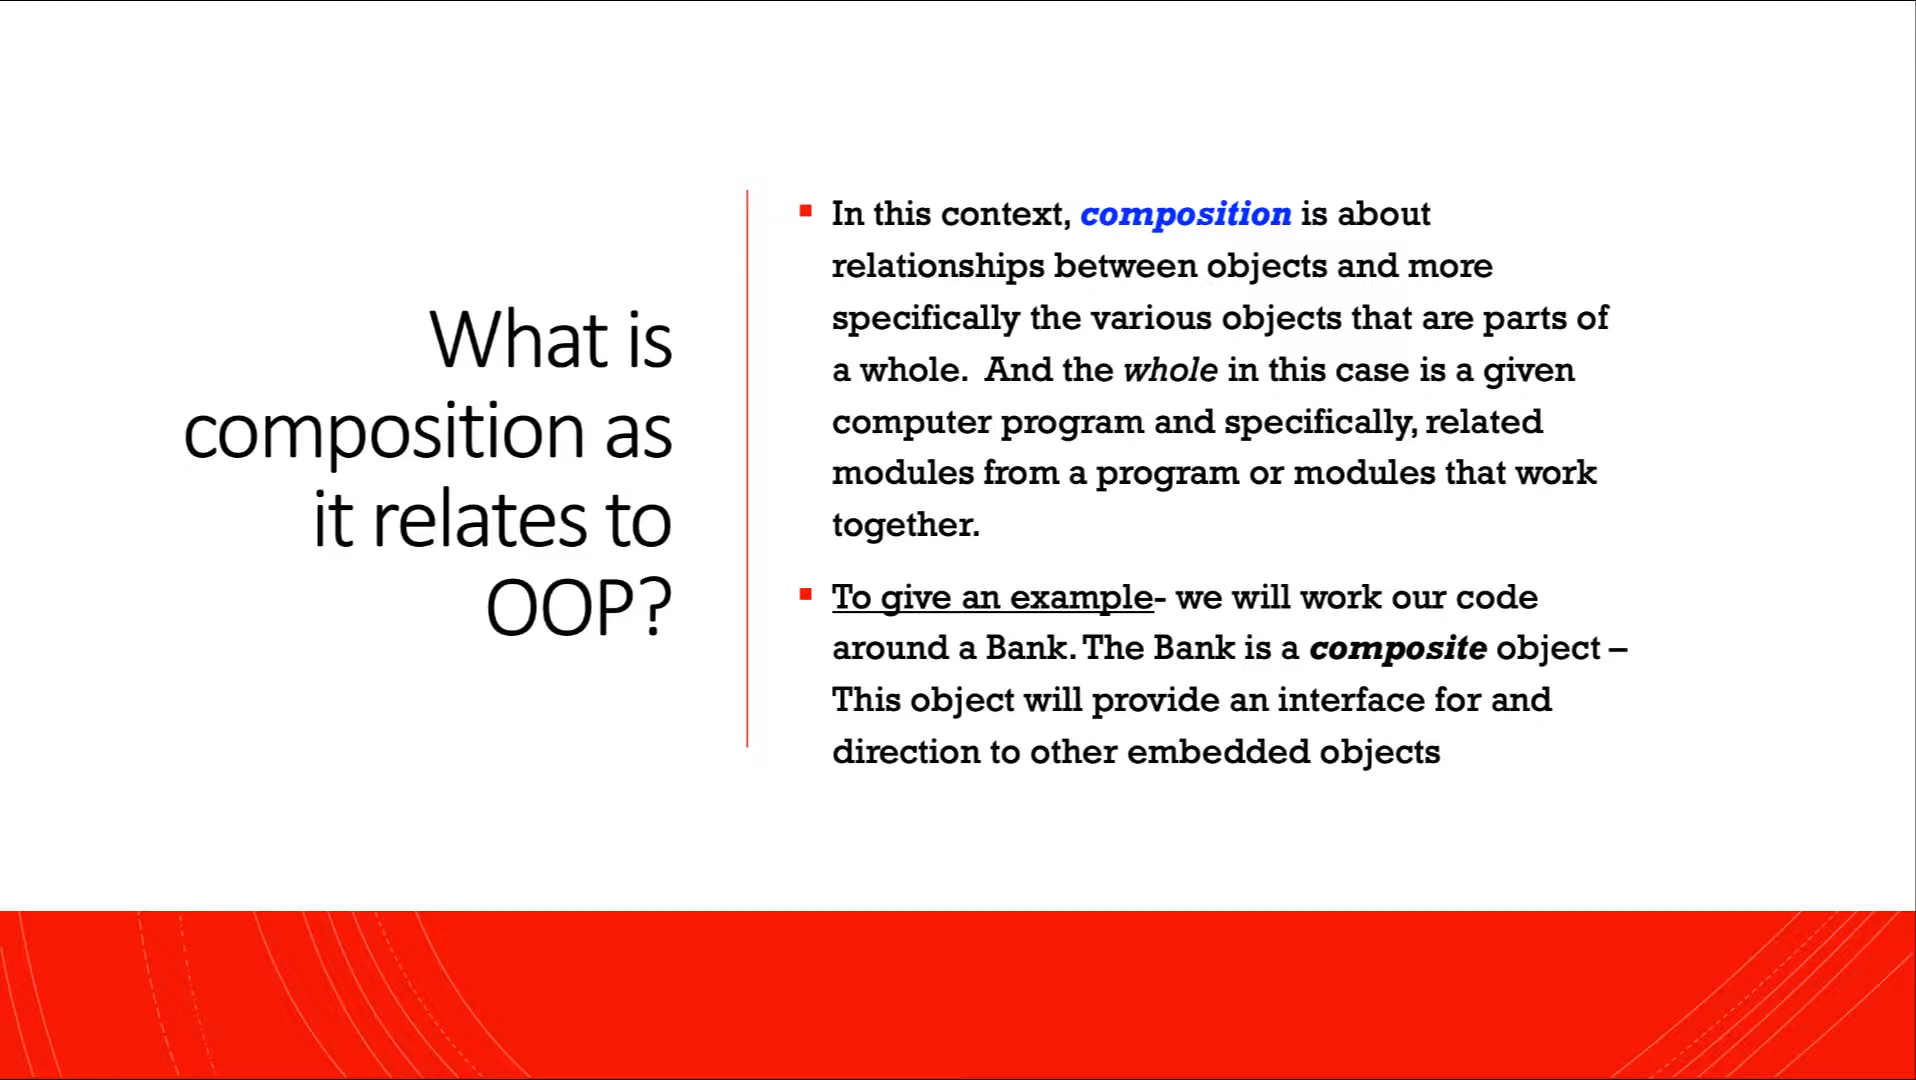 What is
composition as
it relates to
OOP?
In this context, composition is about
relationships between objects and more
specifically the various objects that are parts of
a whole.  And the whole in this case is a given
computer program and specifically, related
modules from a program or modules that work
together.
To give an example- we will work our code
around a Bank. The Bank is a composite object –
This object will provide an interface for and
direction to other embedded objects